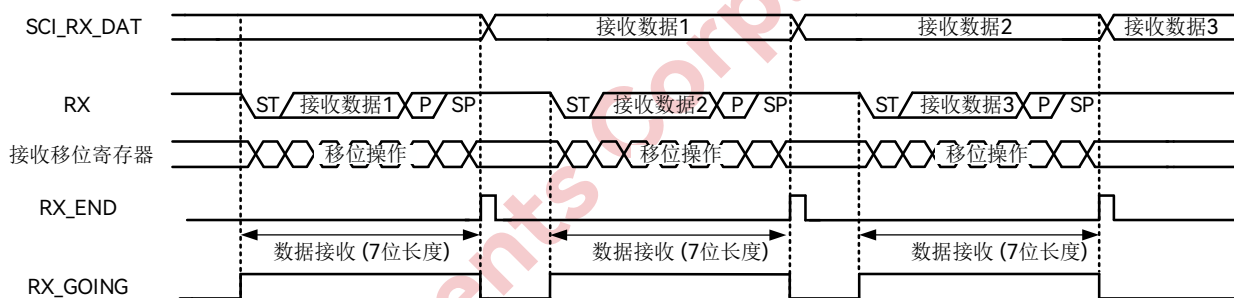 SCI_RX_DAT 接收数据1 接收数据2 接收数据3
RX ST 接收数据1 P SP ST 接收数据2 P SP ST 接收数据3 P SP
接收移位寄存器 移位操作 移位操作 移位操作
RX_END
数据接收 (7位长度) 数据接收 (7位长度) 数据接收 (7位长度)
RX_GOING
ents Corp